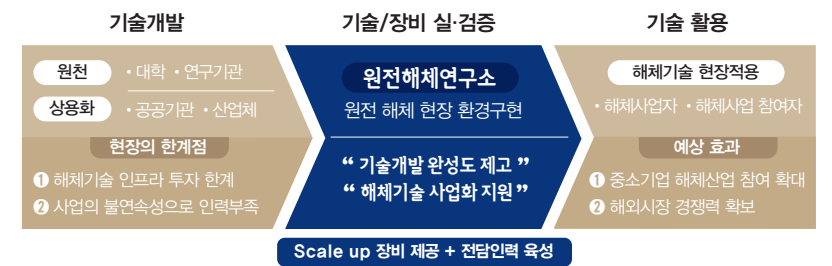 기술개발
기술/장비 실·검증
기술 활용
원천
· 대학 · 연구기관
상용화
· 공공기관 · 산업체
현장의 한계점
❶ 해체기술 인프라 투자 한계
❷ 사업의 불연속성으로 인력부족
원전해체연구소
원전 해체 현장 환경구현
“ 기술개발 완성도 제고 ”
“ 해체기술 사업화 지원 ”
해체기술 현장적용
· 해체사업자 · 해체사업 참여자
예상 효과
❶ 중소기업 해체산업 참여 확대
❷ 해외시장 경쟁력 확보
Scale up 장비 제공 + 전담인력 육성